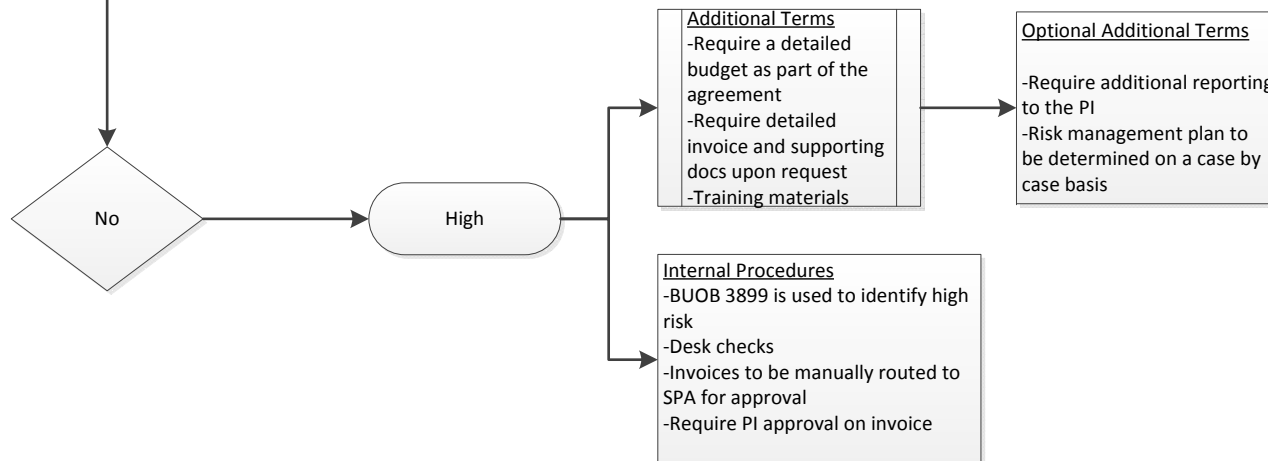 No
High
Additional Terms
-Require a detailed
budget as part of the
agreement
-Require detailed
invoice and supporting
docs upon request
-Training materials
Optional Additional Terms
-Require additional reporting
to the PI
-Risk management plan to
be determined on a case by
case basis
Internal Procedures
-BUOB 3899 is used to identify high
risk
-Desk checks
-Invoices to be manually routed to
SPA for approval
-Require PI approval on invoice